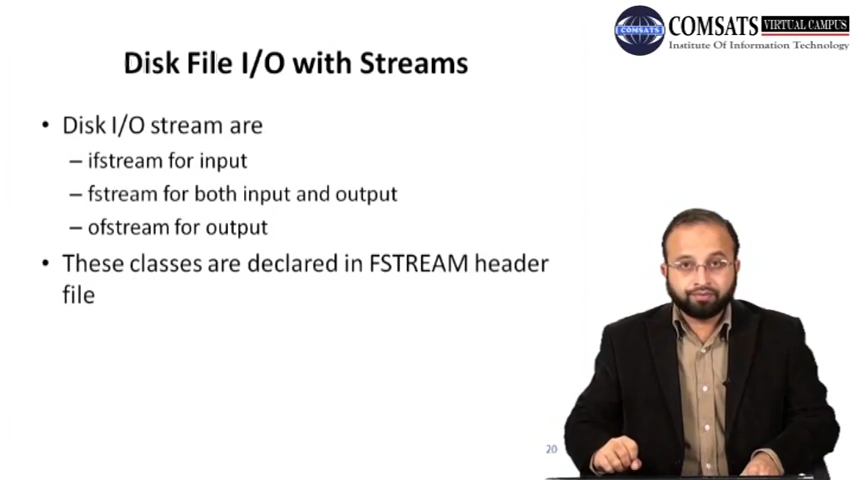 COMSATS VIRTUAL CAMPUS
COMSATS
Institute Of Information Technology
Disk File I/O with Streams
• Disk I/O stream are
– ifstream for input
– fstream for both input and output
– ofstream for output
• These classes are declared in FSTREAM header
file
20